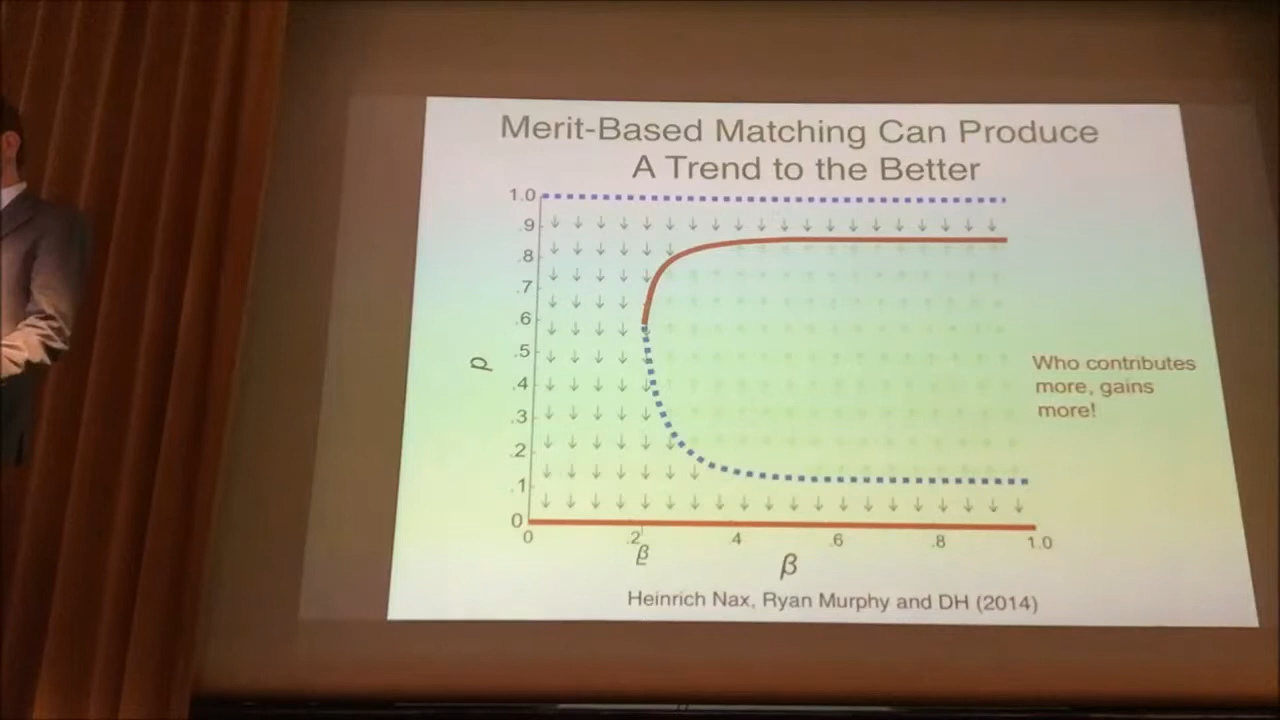 Merit-Based Matching Can Produce
A Trend to the Better
1.0
.9
.8
.7
.6
.5
.4
.3
.2
.1
0
ρ
0
.2
.4
.6
.8
1.0
β
β
Who contributes
more, gains
more!
Heinrich Nax, Ryan Murphy and DH (2014)